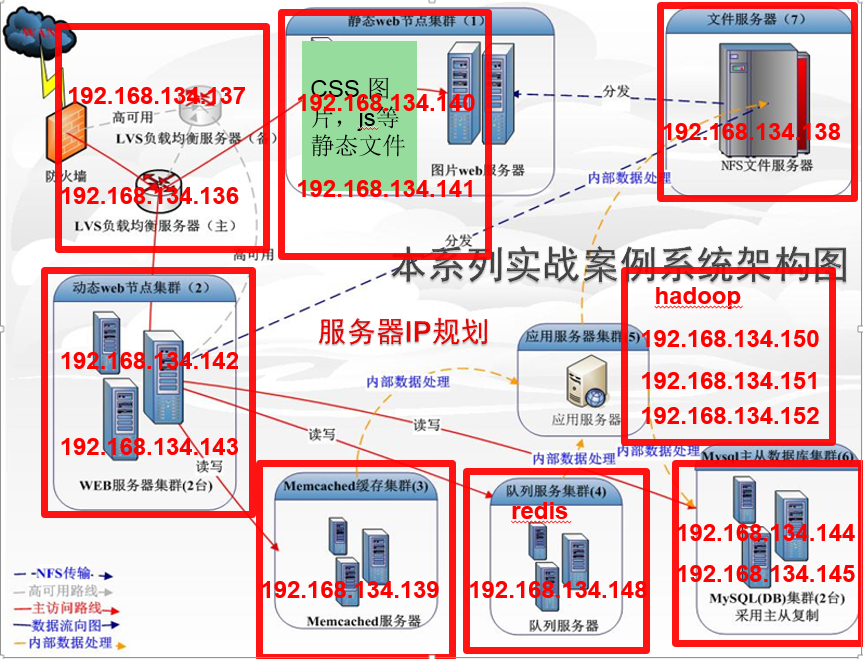 WAN
192.168.134.137
高可用
LVS负载均衡服务器（备）
防火墙
192.168.134.136
LVS负载均衡服务器（主）
高可用
静态web节点集群（1）
CSS 图
片，js等
静态文件
192.168.134.140
192.168.134.141
图片web服务器
分发
文件服务器（7）
192.168.134.138
NFS文件服务器
内部数据处理
分发
本系列实战案例系统架构图
服务器IP规划
动态web节点集群（2）
192.168.134.142
192.168.134.143
读写
WEB服务器集群(2台)
内部数据处理
读写
读写
应用服务器集群(5)
应用服务器
hadoop
192.168.134.150
192.168.134.151
192.168.134.152
内部数据处理
内部数据处理
Memcached缓存集群(3)
192.168.134.139
Memcached服务器
队列服务集群(4)
redis
192.168.134.148
队列服务器
Mysql主从数据库集群(6)
192.168.134.144
192.168.134.145
MySQL(DB)集群(2台)
采用主从复制
NFS传输
高可用路线
主访问路线
数据流向图
内部数据处理